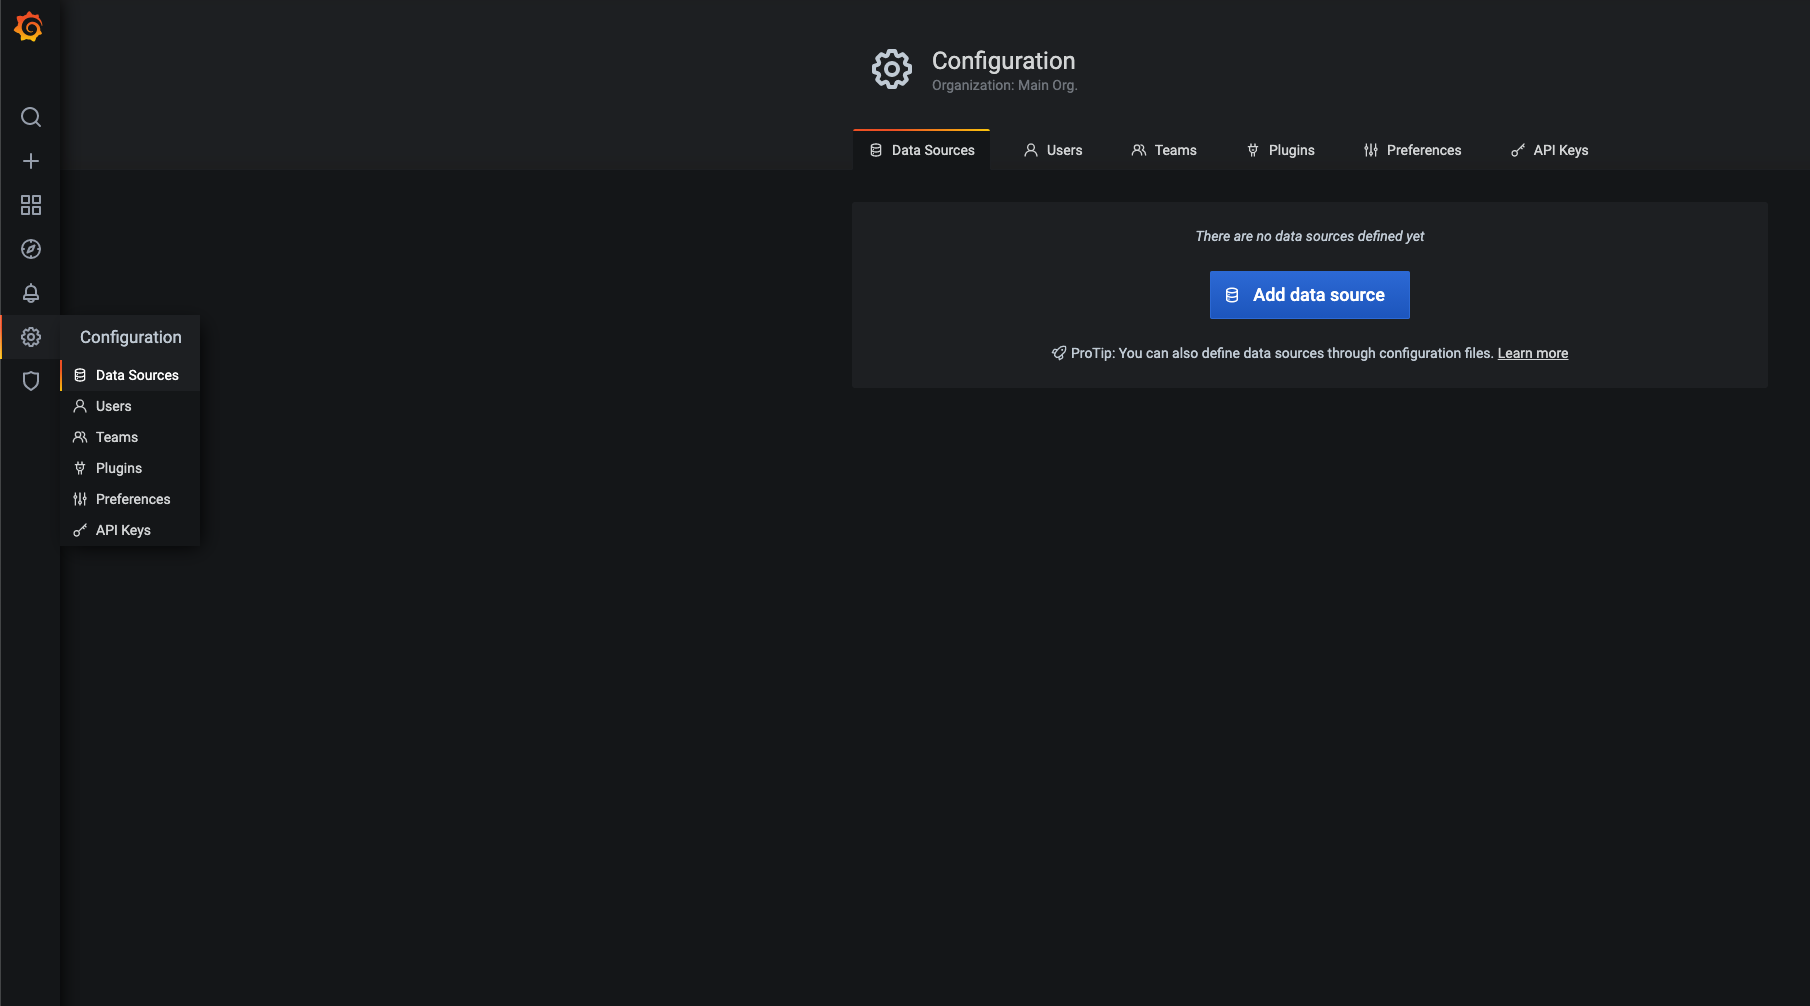 Configuration
Organization: Main Org.
Data Sources Users Teams Plugins Preferences API Keys
There are no data sources defined yet
Add data source
ProTip: You can also define data sources through configuration files. Learn more
Configuration
Data Sources
Users
Teams
Plugins
Preferences
API Keys